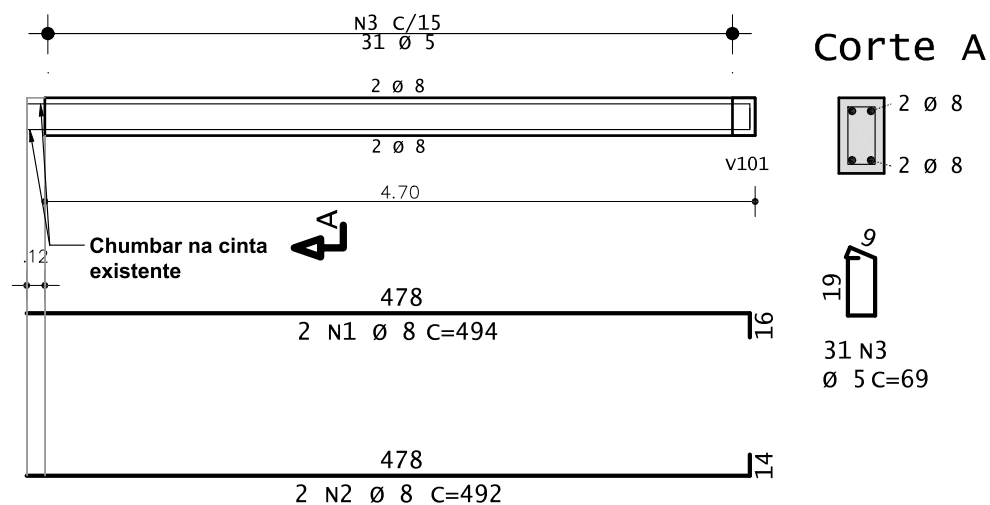 N3 C/15
31 Ø 5
Corte A
2 Ø 8
2 Ø 8
2 Ø 8
2 Ø 8
V101
4.70
A
Chumbar na cinta
existente
.12
9
19
478
16
2 N1 Ø 8 C=494
31 N3
Ø 5 C=69
478
14
2 N2 Ø 8 C=492